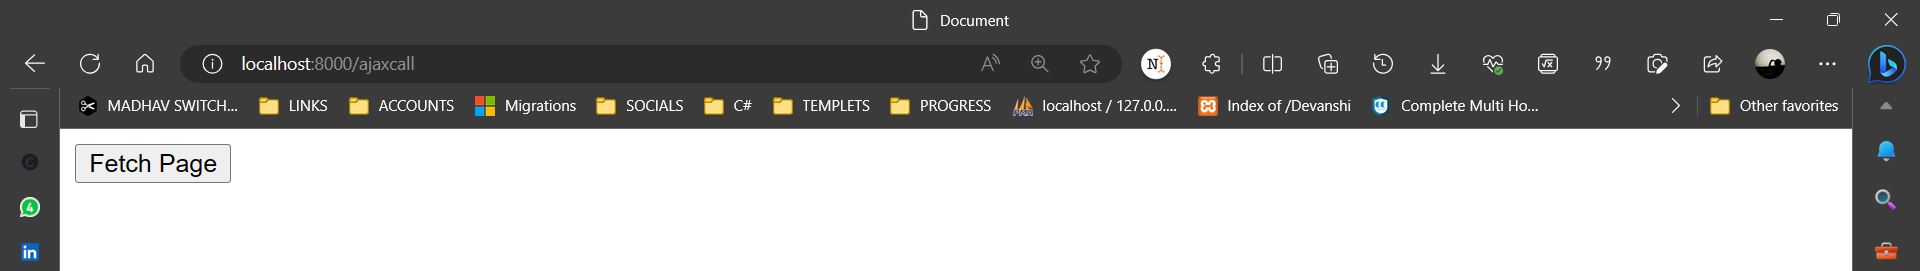 Document
localhost:8000/ajaxcall
MADHAV SWITCH... LINKS ACCOUNTS Migrations SOCIALS C# TEMPLETS PROGRESS localhost / 127.0.0.... Index of /Devanshi Complete Multi Ho... Other favorites
Fetch Page